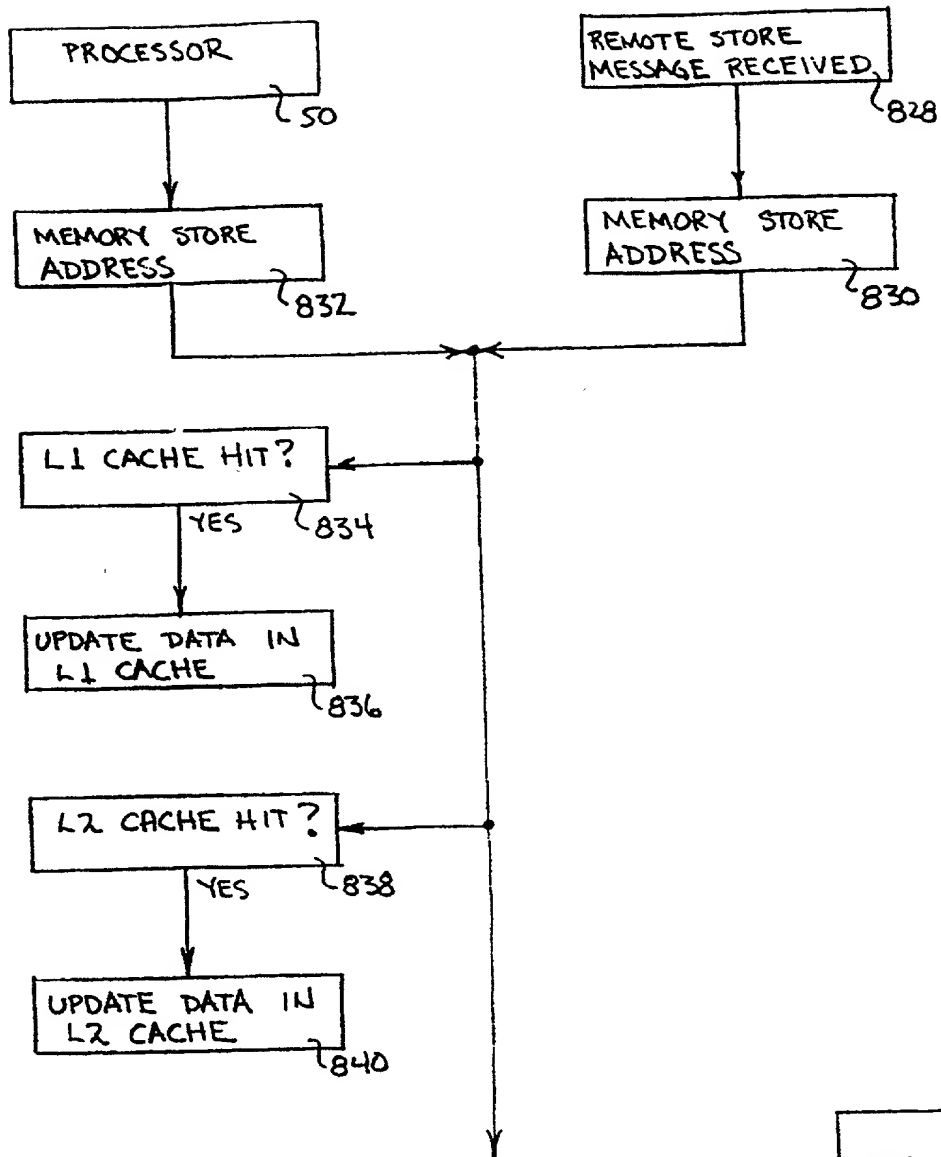 PROCESSOR
50
REMOTE STORE
MESSAGE RECEIVED
828
MEMORY STORE
ADDRESS
832
MEMORY STORE
ADDRESS
830
L1 CACHE HIT?
834
YES
UPDATE DATA IN
L1 CACHE
836
L2 CACHE HIT?
838
YES
UPDATE DATA IN
L2 CACHE
840